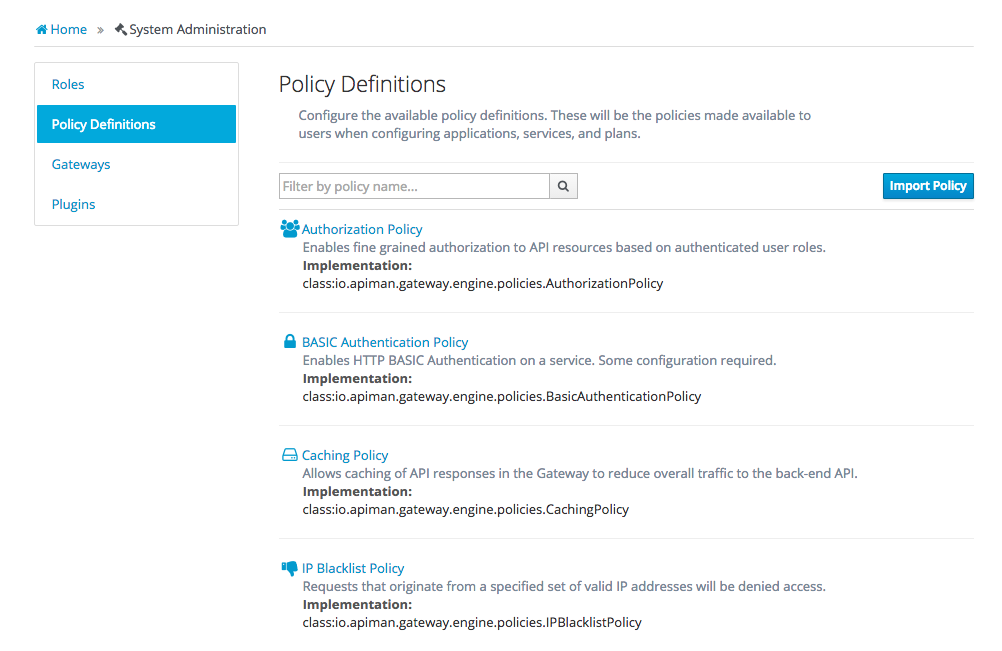 Home » System Administration
Roles
Policy Definitions
Gateways
Plugins
Policy Definitions
Configure the available policy definitions. These will be the policies made available to
users when configuring applications, services, and plans.
Filter by policy name...
Import Policy
Authorization Policy
Enables fine grained authorization to API resources based on authenticated user roles.
Implementation:
class:io.apiman.gateway.engine.policies.AuthorizationPolicy
BASIC Authentication Policy
Enables HTTP BASIC Authentication on a service. Some configuration required.
Implementation:
class:io.apiman.gateway.engine.policies.BasicAuthenticationPolicy
Caching Policy
Allows caching of API responses in the Gateway to reduce overall traffic to the back-end API.
Implementation:
class:io.apiman.gateway.engine.policies.CachingPolicy
IP Blacklist Policy
Requests that originate from a specified set of valid IP addresses will be denied access.
Implementation:
class:io.apiman.gateway.engine.policies.IPBlacklistPolicy